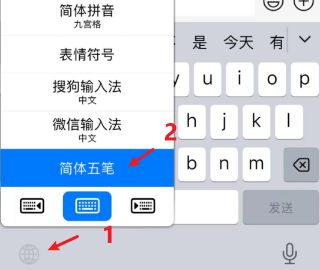 简体拼音
九宫格
表情符号
搜狗输入法
中文
微信输入法
中文
简体五笔
是 今天 有
y u i o p
h j k l
b n m
发送
1
2